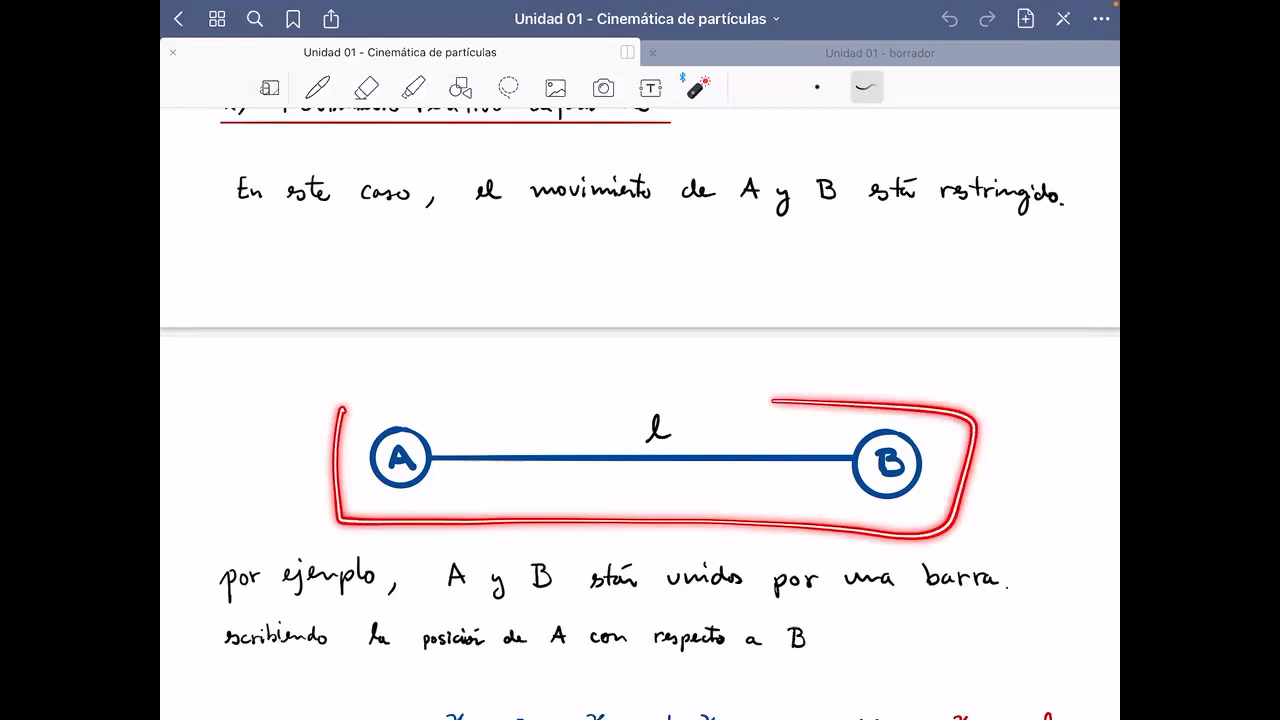 Unidad 01 - Cinemática de partículas
Unidad 01 - Cinemática de partículas
Unidad 01 - borrador
En este caso, el movimiento de A y B está restringido.
l
A
B
por ejemplo, A y B están unidos por una barra.
escribiendo la posición de A con respecto a B